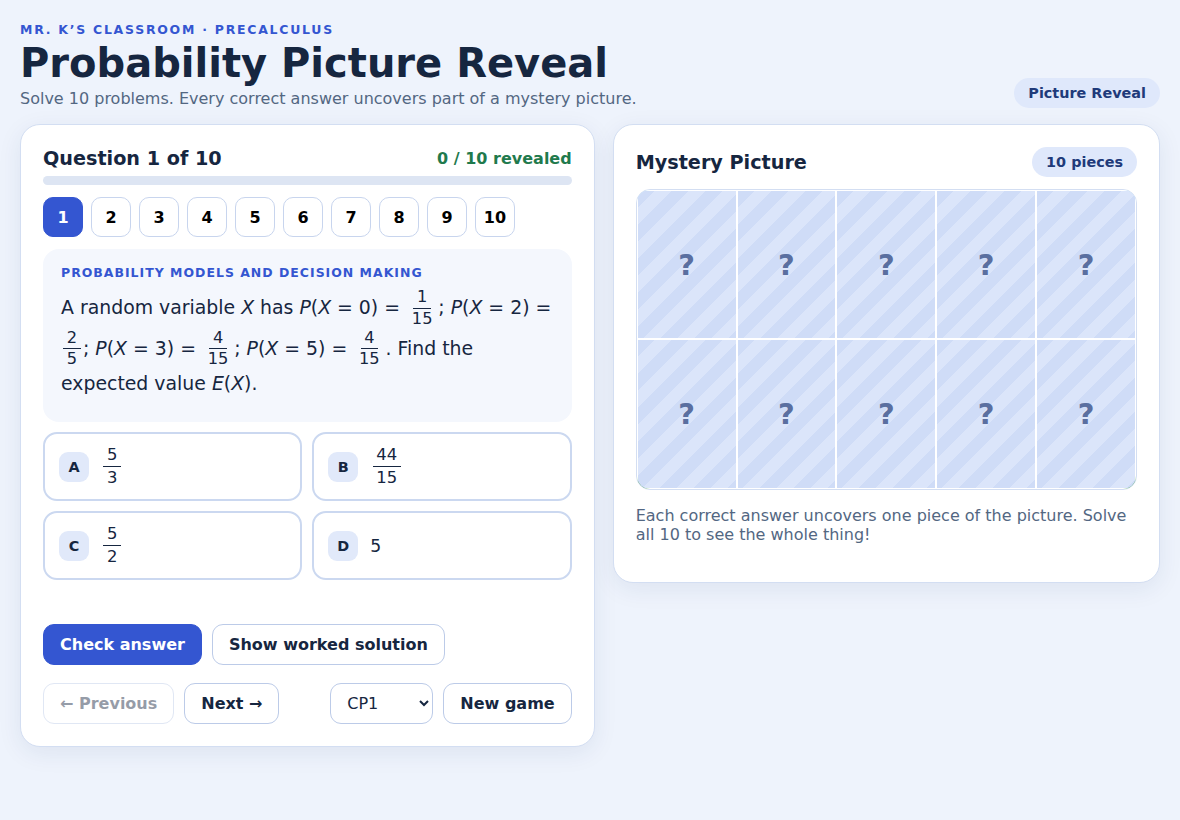 MR. K’S CLASSROOM · PRECALCULUS
Probability Picture Reveal
Solve 10 problems. Every correct answer uncovers part of a mystery picture.
Picture Reveal
Question 1 of 10
0 / 10 revealed
1 2 3 4 5 6 7 8 9 10
PROBABILITY MODELS AND DECISION MAKING
A random variable X has P(X = 0) = 1/15 ; P(X = 2) =
2/5 ; P(X = 3) = 4/15 ; P(X = 5) = 4/15 . Find the
expected value E(X).
A 5/3
B 44/15
C 5/2
D 5
Check answer
Show worked solution
← Previous
Next →
CP1
New game
Mystery Picture
10 pieces
? ? ? ? ?
? ? ? ? ?
Each correct answer uncovers one piece of the picture. Solve
all 10 to see the whole thing!